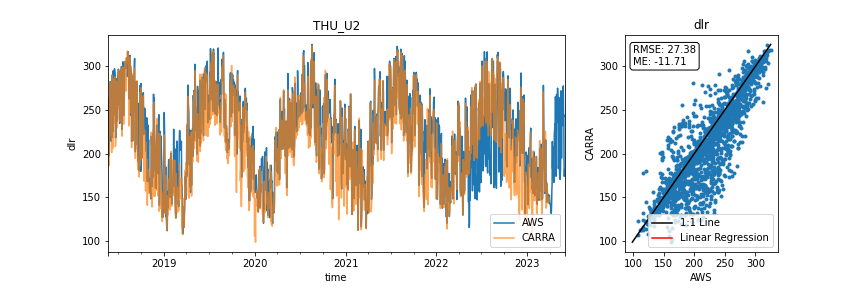 THU_U2
dlr
300
250
200
150
100
dlr
2019
2020
2021
2022
2023
time
AWS
CARRA
dlr
RMSE: 27.38
ME: -11.71
300
250
200
150
100
CARRA
100
150
200
250
300
AWS
1:1 Line
Linear Regression